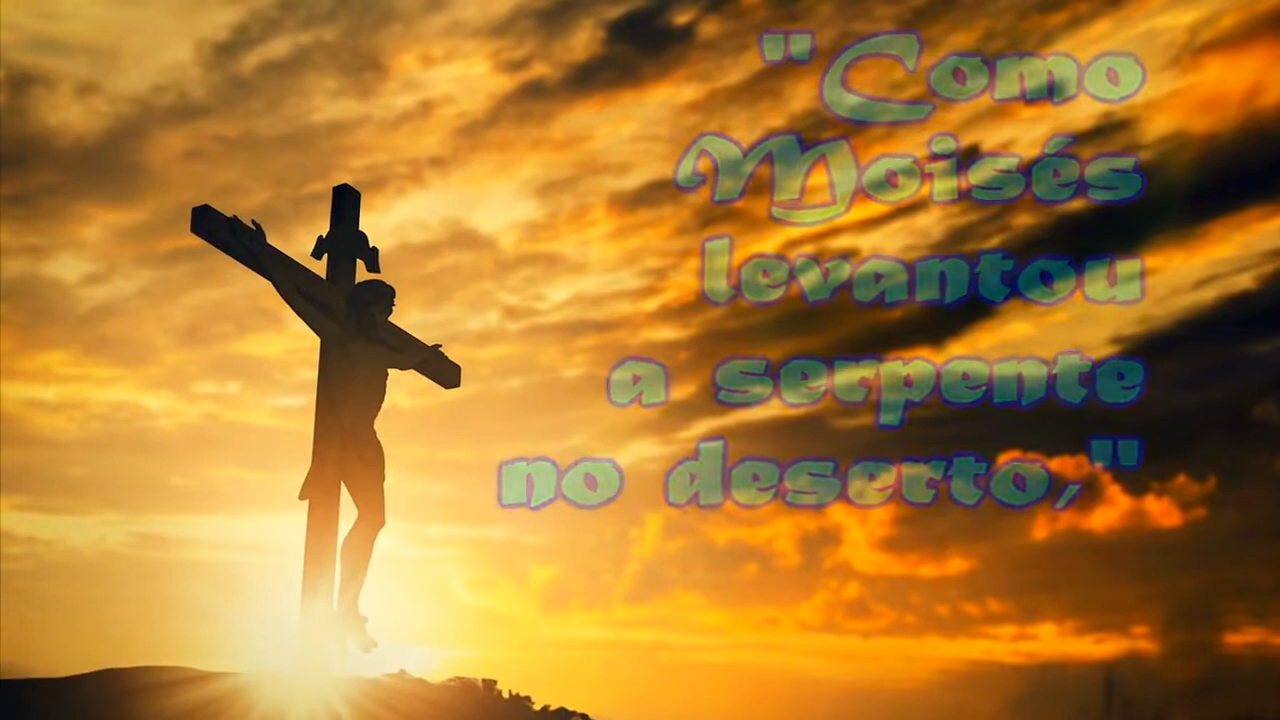 "Como
Moisés
levantou
a serpente
no deserto,"